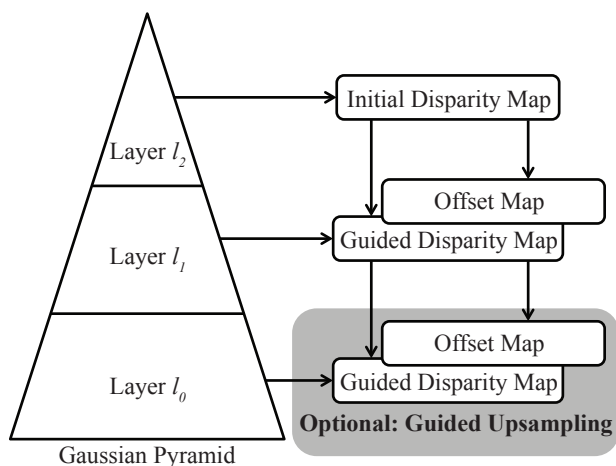 Initial Disparity Map
Layer l2
Offset Map
Guided Disparity Map
Layer l1
Offset Map
Guided Disparity Map
Layer l0
Optional: Guided Upsampling
Gaussian Pyramid